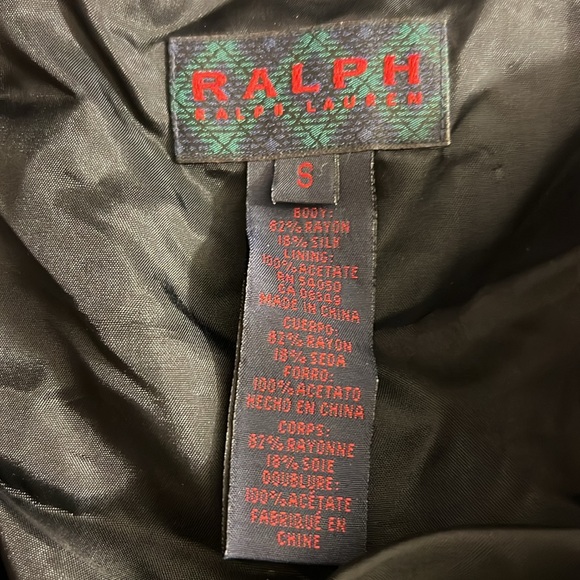 RALPH
RALPH LAUREN
S
BODY:
82% RAYON
18% SILK
LINING:
100% ACETATE
RN 54050
CA 06549
MADE IN CHINA
CUERPO:
82% RAYON
18% SEDA
FORRO:
100% ACETATO
HECHO EN CHINA
CORPS:
82% RAYONNE
18% SOIE
DOUBLURE:
100% ACÉTATE
FABRIQUÉ EN
CHINE